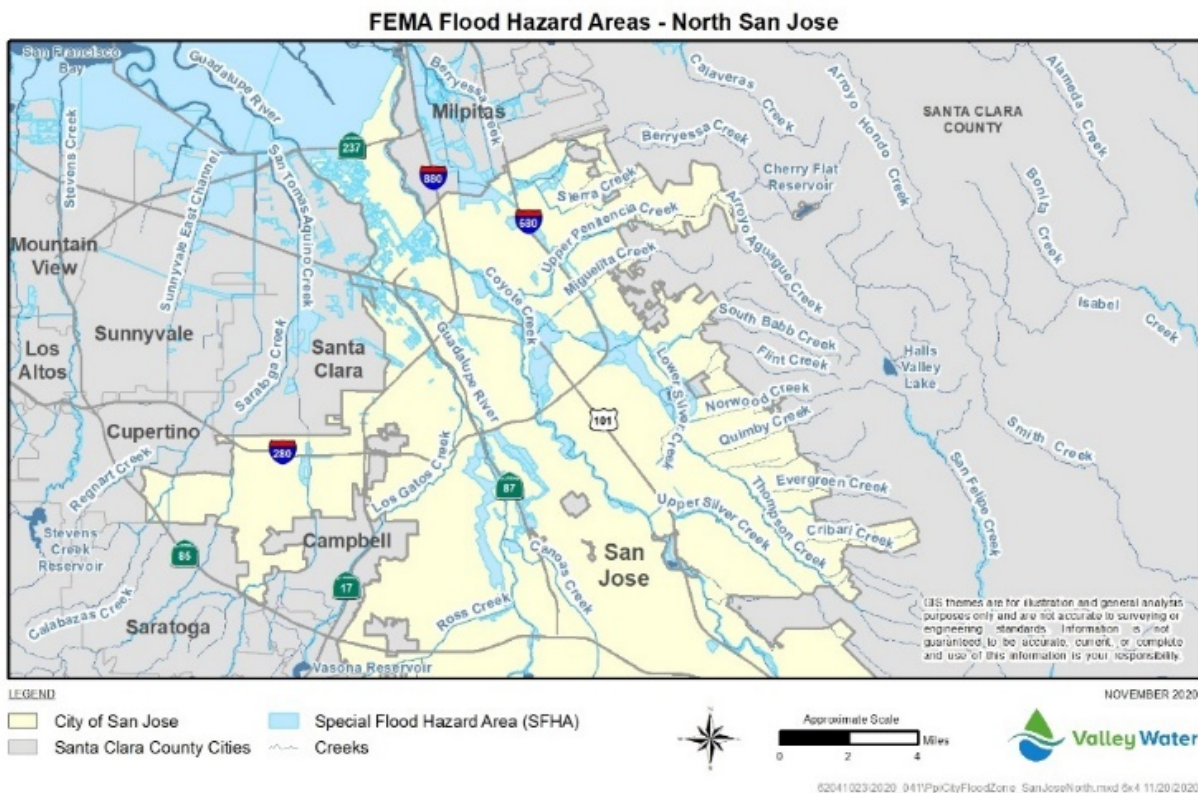 FEMA Flood Hazard Areas - North San Jose
San Francisco
Bay
Guadalupe River
Berryessa Creek
Milpitas
Calaveras Creek
Arroyo Hondo Creek
Alameda Creek
SANTA CLARA
COUNTY
Stevens Creek
237
880
Berryessa Creek
Cherry Flat
Reservoir
Sunnyvale East Channel
San Tomas Aquino Creek
Sierra Creek
680
Upper Penitencia Creek
Arroyo Aguague Creek
Bonita Creek
Mountain
View
Miguelita Creek
Coyote Creek
Isabel Creek
Sunnyvale
South Babb Creek
Los
Altos
Santa
Clara
Saratoga Creek
Guadalupe River
Flint Creek
Halls
Valley
Lake
Lower Silver Creek
Norwood Creek
101
Quimby Creek
Cupertino
Smith Creek
280
Regnart Creek
Los Gatos Creek
87
Evergreen Creek
San Felipe Creek
Thompson Creek
Upper Silver Creek
Cribari Creek
Stevens
Creek
Reservoir
85
Campbell
San
Jose
Canoas Creek
17
Ross Creek
Calabazas Creek
Saratoga
Vasona Reservoir
GIS themes are for illustration and general analysis
purposes only and are not accurate to surveying or
engineering standards. Information is not
guaranteed to be accurate, current, or complete
and use of this information is your responsibility.
LEGEND
NOVEMBER 2020
City of San Jose
Special Flood Hazard Area (SFHA)
Santa Clara County Cities
Creeks
N
Approximate Scale
Miles
0 2 4
Valley Water